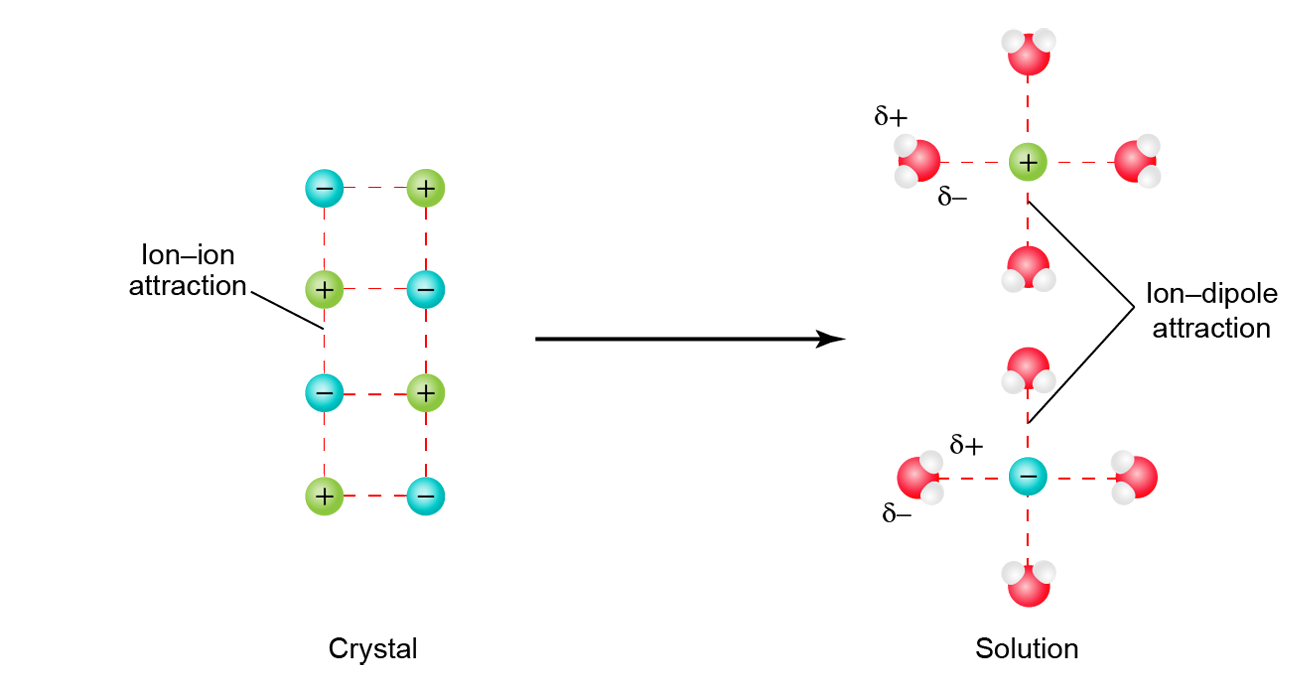 δ+
− +
+
δ−
Ion–ion
attraction
+ −
Ion–dipole
attraction
− +
δ+
−
+ −
δ−
Crystal
Solution